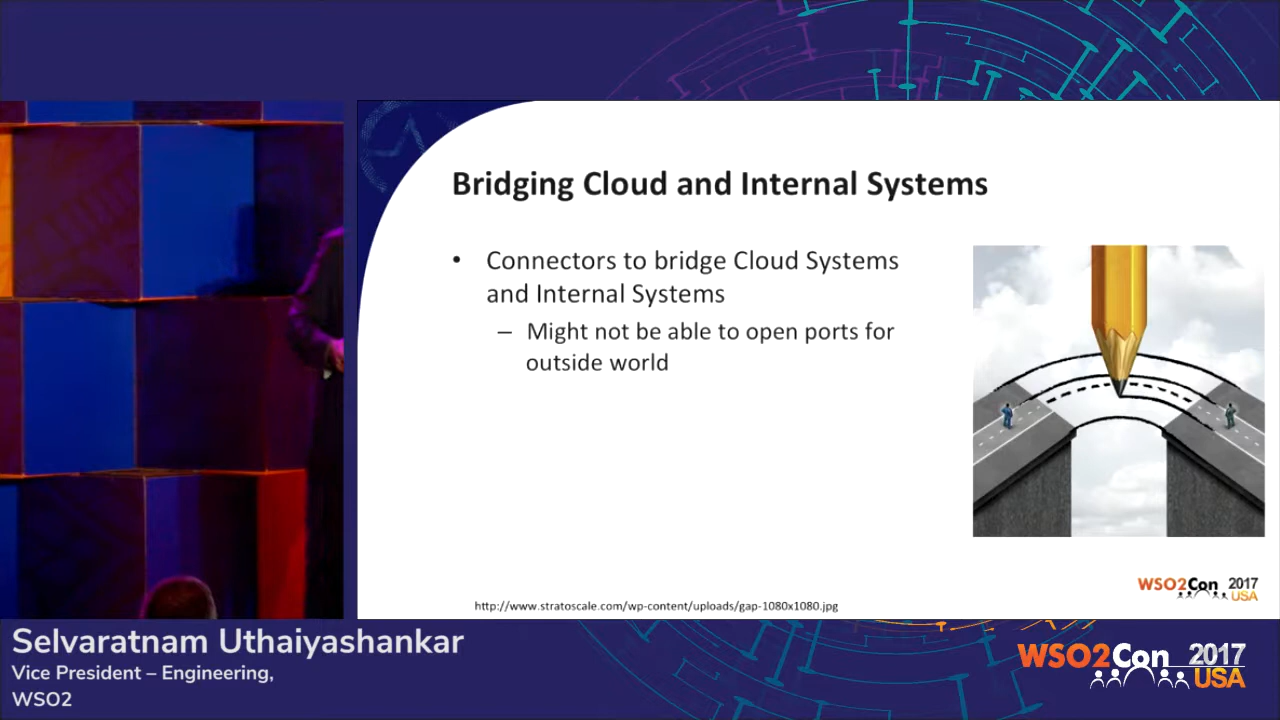 Bridging Cloud and Internal Systems
• Connectors to bridge Cloud Systems
and Internal Systems
– Might not be able to open ports for
outside world
WSO2Con 2017
USA
http://www.stratoscale.com/wp-content/uploads/gap-1080x1080.jpg
Selvaratnam Uthaiyashankar
Vice President – Engineering,
WSO2
WSO2Con 2017
USA